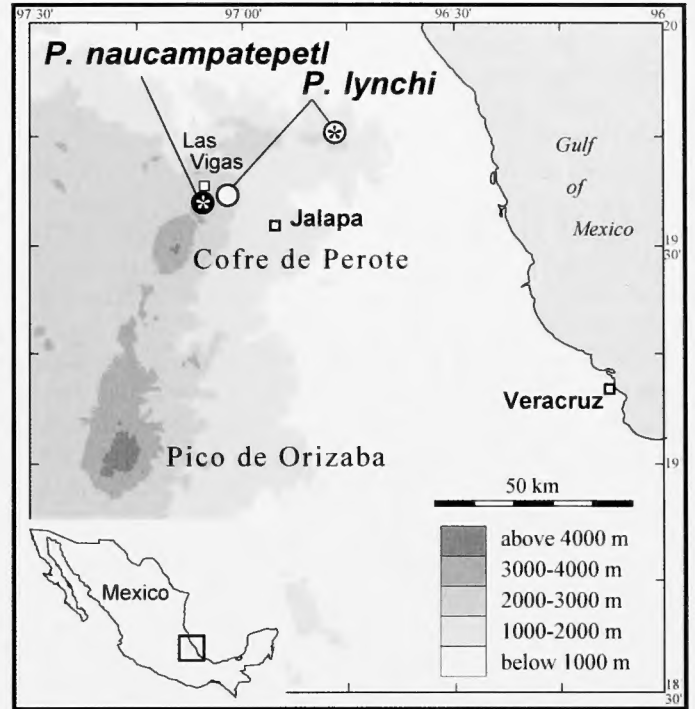 97 30'
97 00'
96 30'
96
20
P. naucampatepetl
P. lynchi
*
Las
Vigas
*
Gulf
of
Mexico
Jalapa
Cofre de Perote
19
30'
Veracruz
Pico de Orizaba
19
50 km
above 4000 m
3000-4000 m
2000-3000 m
1000-2000 m
below 1000 m
Mexico
18
30'